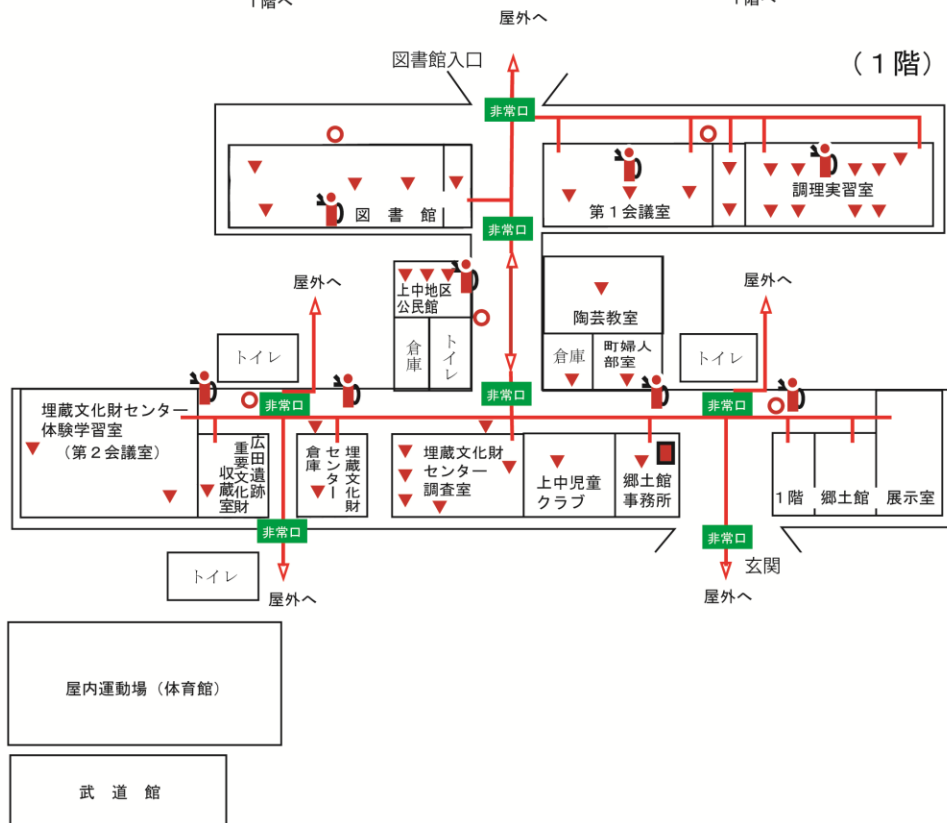 1階へ
1階へ
屋外へ
図書館入口
(1階)
非常口
図 書 館
第1会議室
調理実習室
非常口
屋外へ
上中地区
公民館
倉庫
トイレ
陶芸教室
倉庫
町婦人
部室
屋外へ
トイレ
トイレ
非常口
非常口
非常口
埋蔵文化財センター
体験学習室
(第2会議室)
広田遺跡
重要文化財
収蔵室
埋蔵文化財
センター
倉庫
埋蔵文化財
センター
調査室
上中児童
クラブ
郷土館
事務所
1階
郷土館
展示室
非常口
非常口
玄関
トイレ
屋外へ
屋外へ
屋内運動場(体育館)
武 道 館